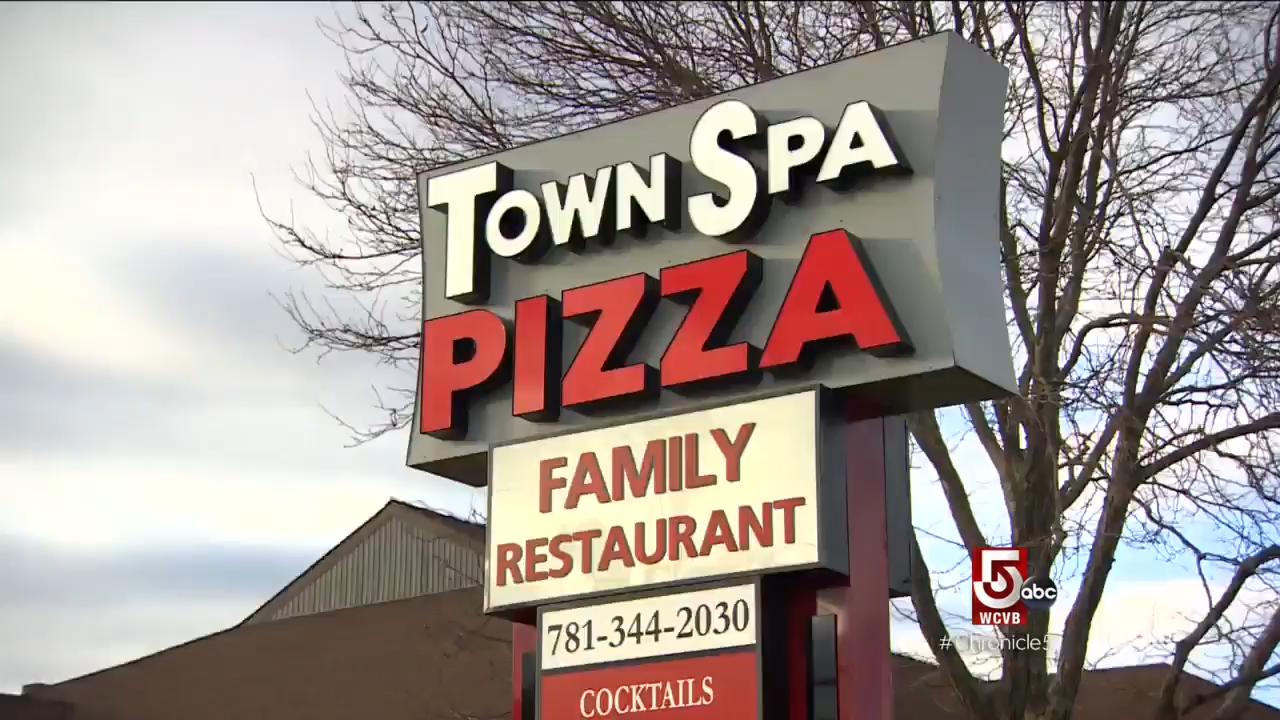 TOWN SPA
PIZZA
FAMILY
RESTAURANT
781-344-2030
COCKTAILS
5 abc
WCVB
#Chronicle5